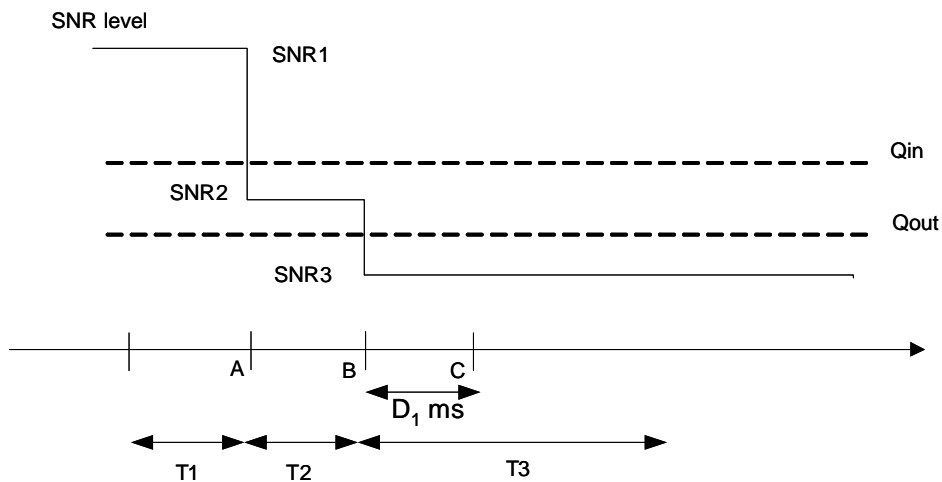 SNR level
SNR1
Qin
SNR2
Qout
SNR3
A
B
C
D₁ ms
T1
T2
T3